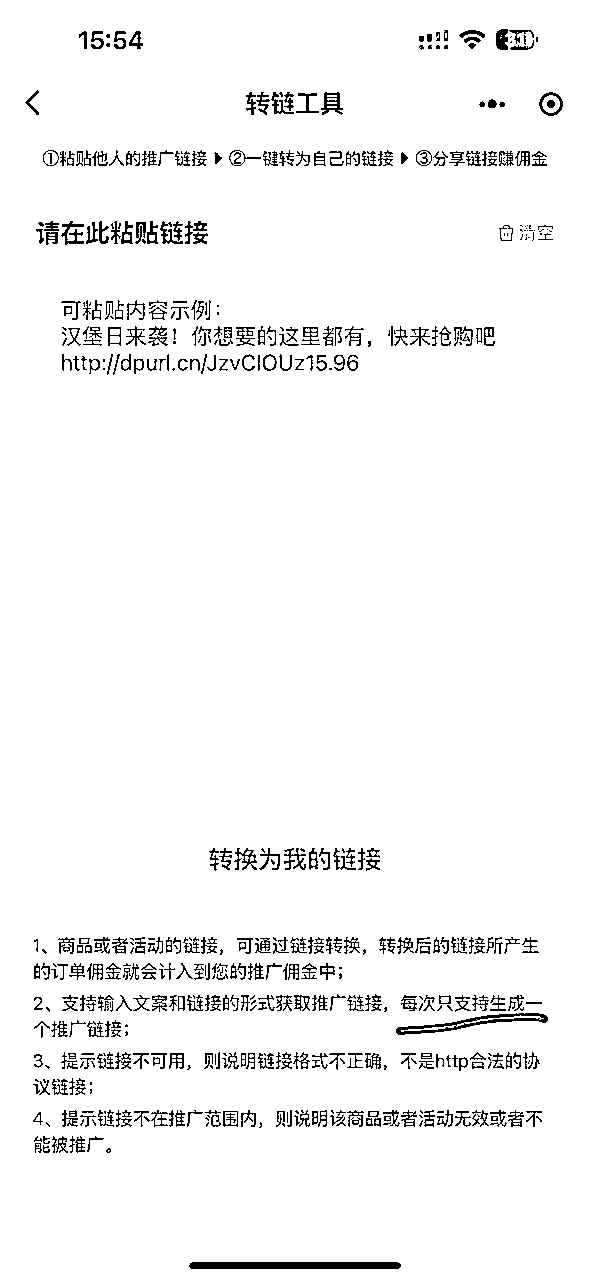 15:54
转链工具
①粘贴他人的推广链接 ▶ ②一键转为自己的链接 ▶ ③分享链接赚佣金
请在此粘贴链接
清空
可粘贴内容示例：
汉堡日来袭！你想要的这里都有，快来抢购吧
http://dpurl.cn/JzvClOUz15.96
转换为我的链接
1、商品或者活动的链接，可通过链接转换，转换后的链接所产生
的订单佣金就会计入到您的推广佣金中；
2、支持输入文案和链接的形式获取推广链接，每次只支持生成一
个推广链接；
3、提示链接不可用，则说明链接格式不正确，不是http合法的协
议链接；
4、提示链接不在推广范围内，则说明该商品或者活动无效或者不
能被推广。